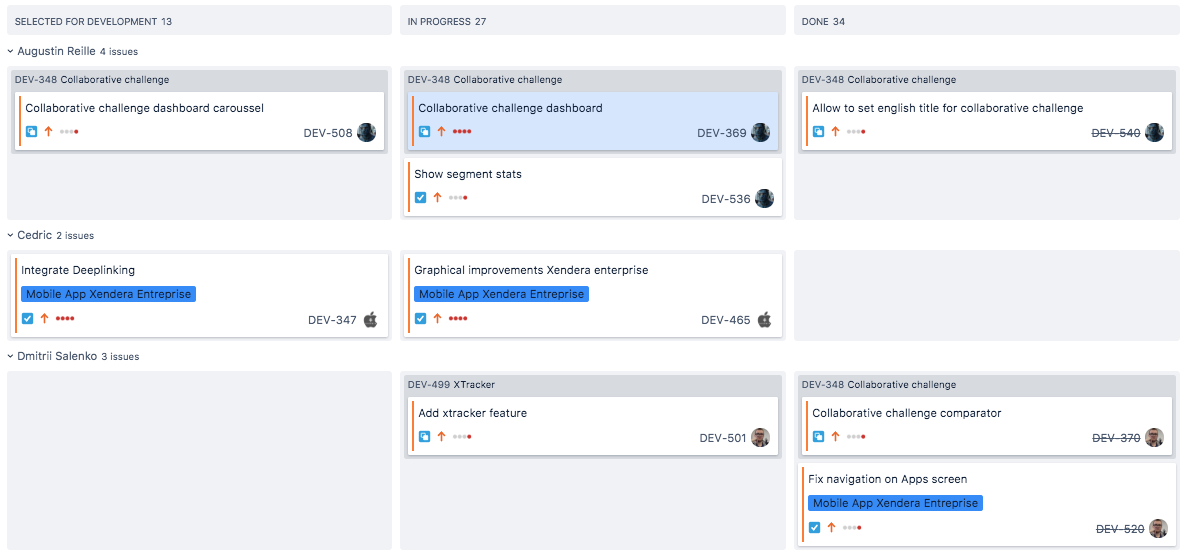 SELECTED FOR DEVELOPMENT 13
IN PROGRESS 27
DONE 34
Augustin Reille 4 issues
DEV-348 Collaborative challenge
Collaborative challenge dashboard caroussel
DEV-508
DEV-348 Collaborative challenge
Collaborative challenge dashboard
DEV-369
Show segment stats
DEV-536
DEV-348 Collaborative challenge
Allow to set english title for collaborative challenge
DEV-540
Cedric 2 issues
Integrate Deeplinking
Mobile App Xendera Entreprise
DEV-347
Graphical improvements Xendera enterprise
Mobile App Xendera Entreprise
DEV-465
Dmitrii Salenko 3 issues
DEV-499 XTracker
Add xtracker feature
DEV-501
DEV-348 Collaborative challenge
Collaborative challenge comparator
DEV-370
Fix navigation on Apps screen
Mobile App Xendera Entreprise
DEV-520